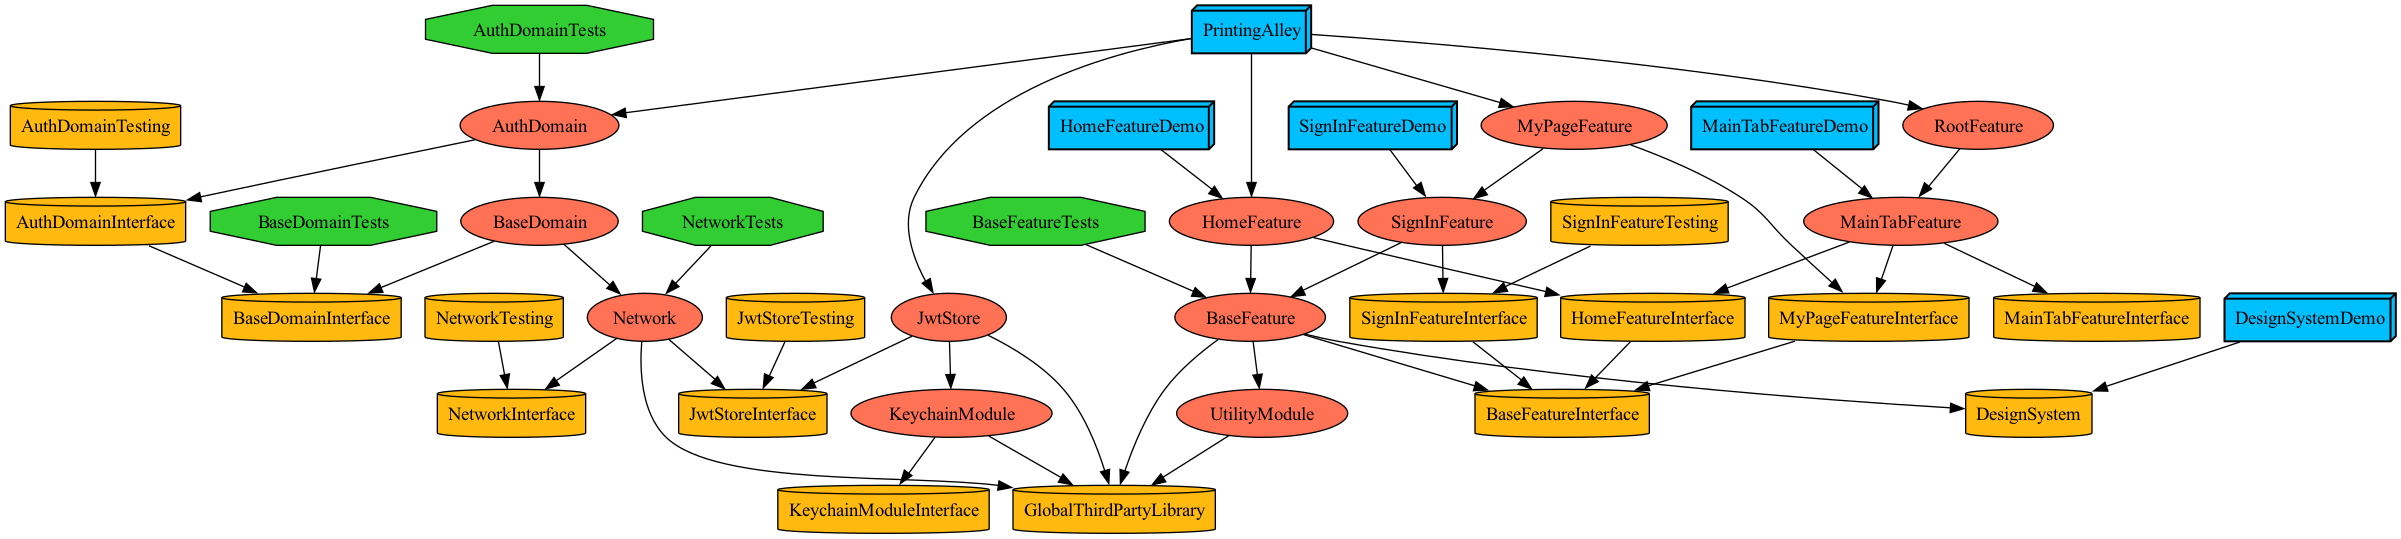 AuthDomainTests
PrintingAlley
AuthDomainTesting
AuthDomain
HomeFeatureDemo
SignInFeatureDemo
MyPageFeature
MainTabFeatureDemo
RootFeature
AuthDomainInterface
BaseDomainTests
BaseDomain
NetworkTests
BaseFeatureTests
HomeFeature
SignInFeature
SignInFeatureTesting
MainTabFeature
BaseDomainInterface
NetworkTesting
Network
JwtStoreTesting
JwtStore
BaseFeature
SignInFeatureInterface
HomeFeatureInterface
MyPageFeatureInterface
MainTabFeatureInterface
DesignSystemDemo
NetworkInterface
JwtStoreInterface
KeychainModule
UtilityModule
BaseFeatureInterface
DesignSystem
KeychainModuleInterface
GlobalThirdPartyLibrary